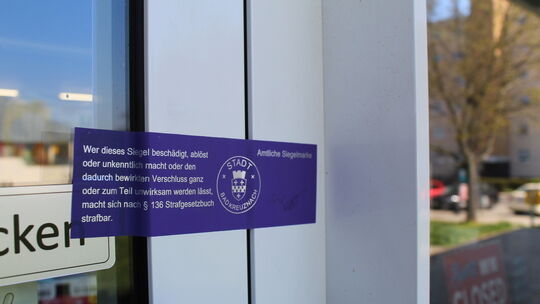 Wer dieses Siegel beschädigt, ablöst
oder unkenntlich macht oder den
dadurch bewirkten Verschluss ganz
oder zum Teil unwirksam werden lässt,
macht sich nach § 136 Strafgesetzbuch
strafbar.
Amtliche Siegelmarke
STADT
BAD KREUZNACH
cken
CLOSED